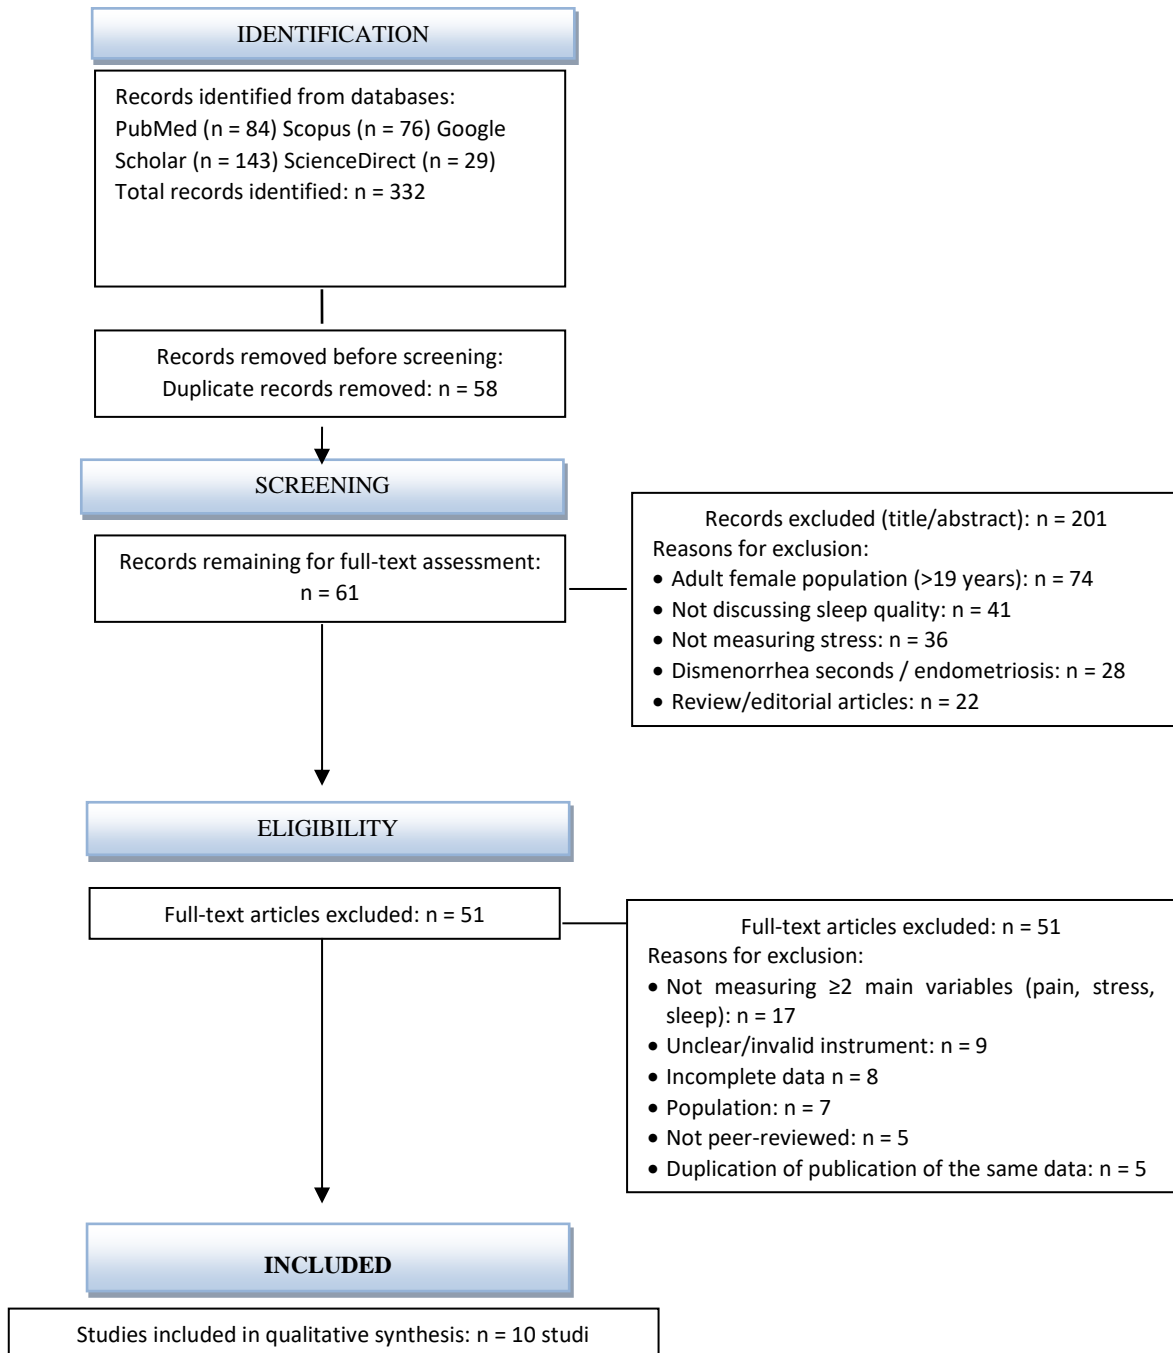 IDENTIFICATION
Records identified from databases:
PubMed (n = 84) Scopus (n = 76) Google
Scholar (n = 143) ScienceDirect (n = 29)
Total records identified: n = 332
Records removed before screening:
Duplicate records removed: n = 58
SCREENING
Records remaining for full-text assessment:
n = 61
Records excluded (title/abstract): n = 201
Reasons for exclusion:
• Adult female population (>19 years): n = 74
• Not discussing sleep quality: n = 41
• Not measuring stress: n = 36
• Dismenorrhea seconds / endometriosis: n = 28
• Review/editorial articles: n = 22
ELIGIBILITY
Full-text articles excluded: n = 51
Full-text articles excluded: n = 51
Reasons for exclusion:
• Not measuring ≥2 main variables (pain, stress,
sleep): n = 17
• Unclear/invalid instrument: n = 9
• Incomplete data n = 8
• Population: n = 7
• Not peer-reviewed: n = 5
• Duplication of publication of the same data: n = 5
INCLUDED
Studies included in qualitative synthesis: n = 10 studi